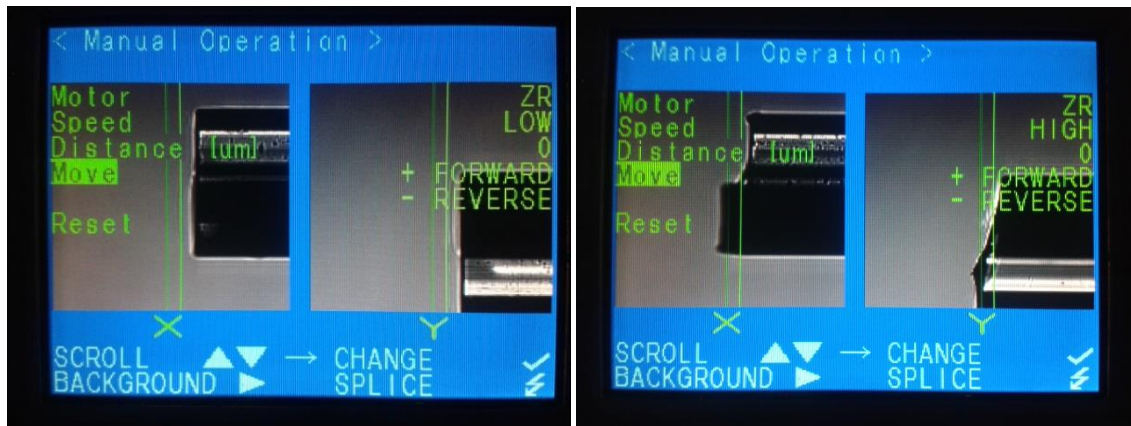 < Manual Operation >
Motor ZR
Speed LOW
Distance [um] 0
Move + FORWARD
- REVERSE
Reset
X Y
SCROLL ▲▼ → CHANGE
BACKGROUND ▶ SPLICE
< Manual Operation >
Motor ZR
Speed HIGH
Distance [um] 0
Move + FORWARD
- REVERSE
Reset
X Y
SCROLL ▲▼ → CHANGE
BACKGROUND ▶ SPLICE